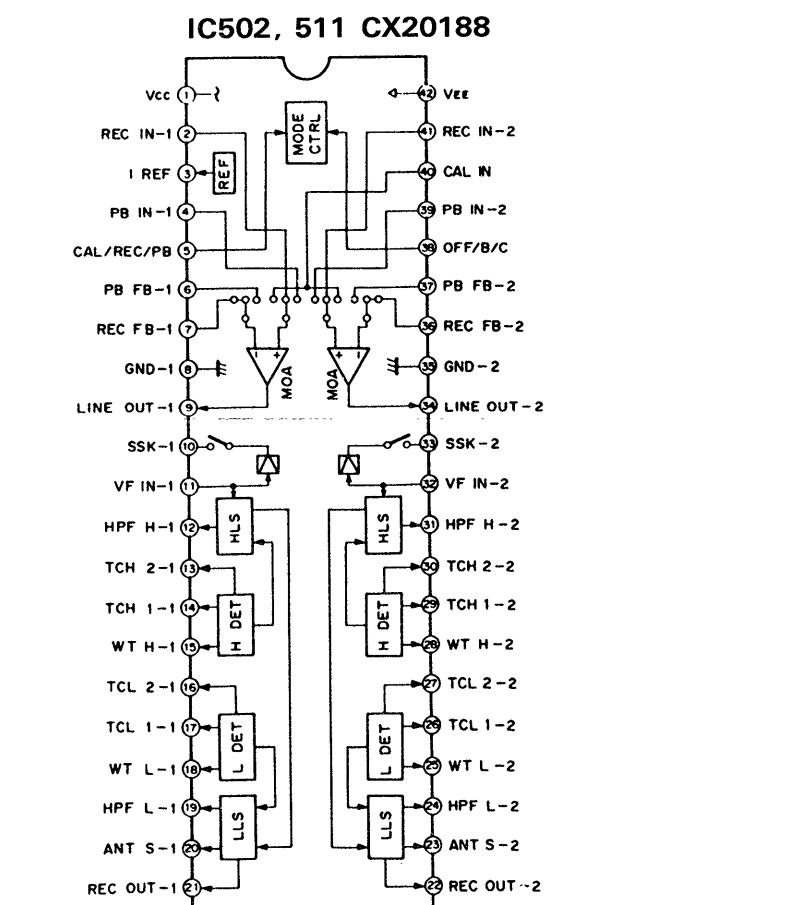 IC502, 511 CX20188
Vcc 1 42 VEE
REC IN-1 2 MODE CTRL 41 REC IN-2
I REF 3 REF 40 CAL IN
PB IN-1 4 39 PB IN-2
CAL/REC/PB 5 38 OFF/B/C
PB FB-1 6 37 PB FB-2
REC FB-1 7 36 REC FB-2
- + + -
GND-1 8 MOA MOA 35 GND-2
LINE OUT-1 9 34 LINE OUT-2
SSK-1 10 33 SSK-2
VF IN-1 11 32 VF IN-2
HPF H-1 12 HLS HLS 31 HPF H-2
TCH 2-1 13 30 TCH 2-2
TCH 1-1 14 H DET H DET 29 TCH 1-2
WT H-1 15 28 WT H-2
TCL 2-1 16 27 TCL 2-2
TCL 1-1 17 L DET L DET 26 TCL 1-2
WT L-1 18 25 WT L-2
HPF L-1 19 LLS LLS 24 HPF L-2
ANT S-1 20 23 ANT S-2
REC OUT-1 21 22 REC OUT-2